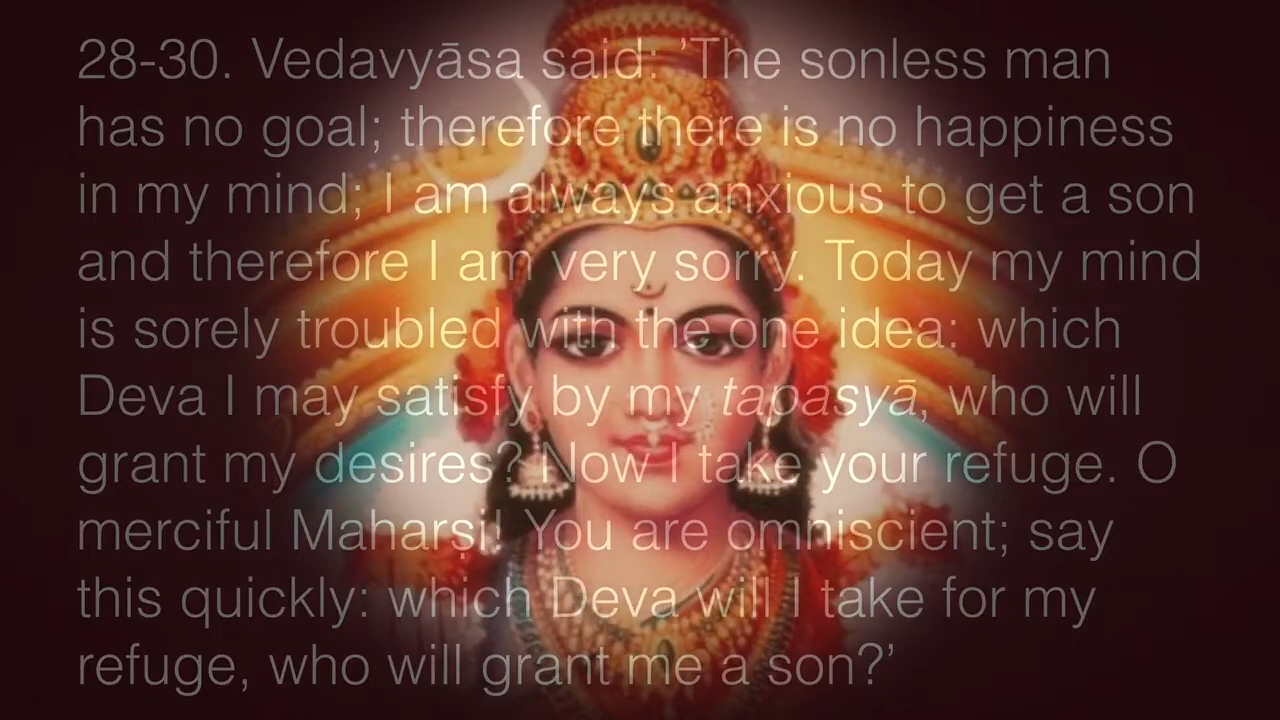 28-30. Vedavyāsa said: ’The sonless man
has no goal; therefore there is no happiness
in my mind; I am always anxious to get a son
and therefore I am very sorry. Today my mind
is sorely troubled with the one idea: which
Deva I may satisfy by my tapasyā, who will
grant my desires? Now I take your refuge. O
merciful Maharṣi! You are omniscient; say
this quickly: which Deva will I take for my
refuge, who will grant me a son?’